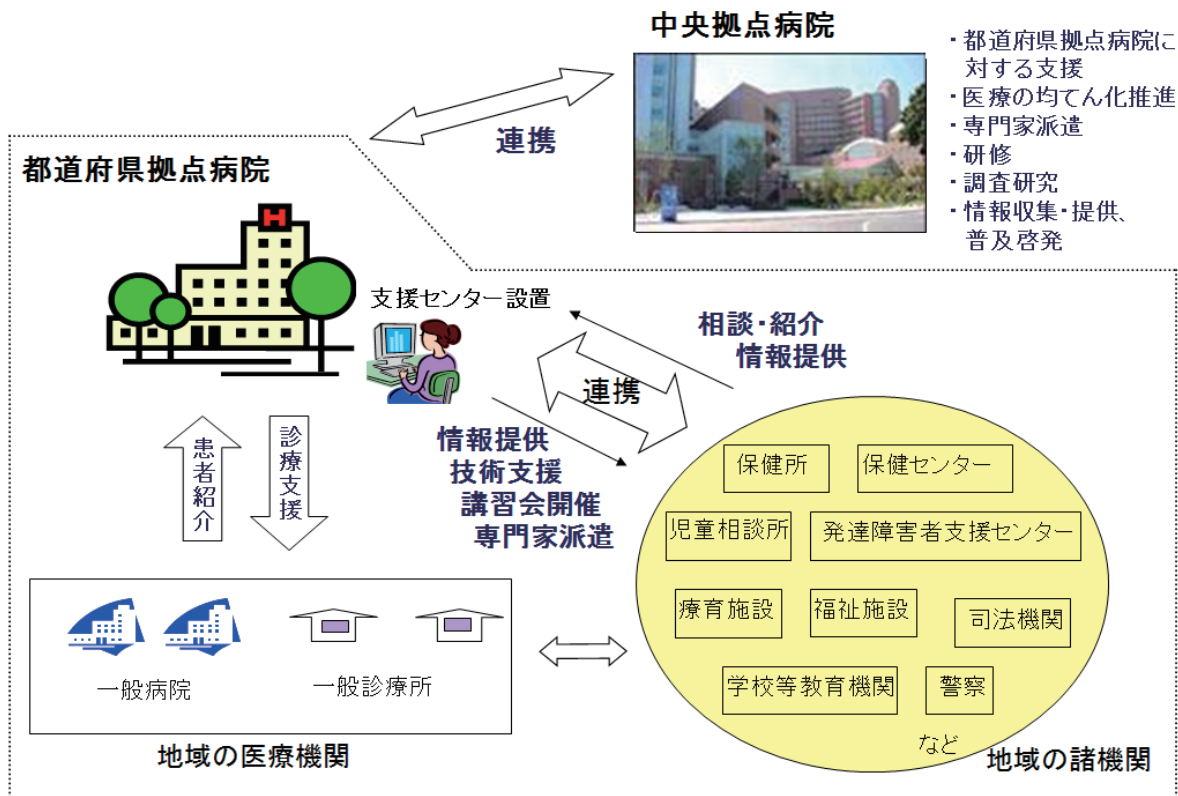 中央拠点病院
・都道府県拠点病院に
対する支援
・医療の均てん化推進
・専門家派遣
・研修
・調査研究
・情報収集・提供、
普及啓発
連携
都道府県拠点病院
H
支援センター設置
相談・紹介
情報提供
連携
患者紹介
診療支援
情報提供
技術支援
講習会開催
専門家派遣
保健所
保健センター
児童相談所
発達障害者支援センター
療育施設
福祉施設
司法機関
学校等教育機関
警察
など
地域の諸機関
一般病院
一般診療所
地域の医療機関